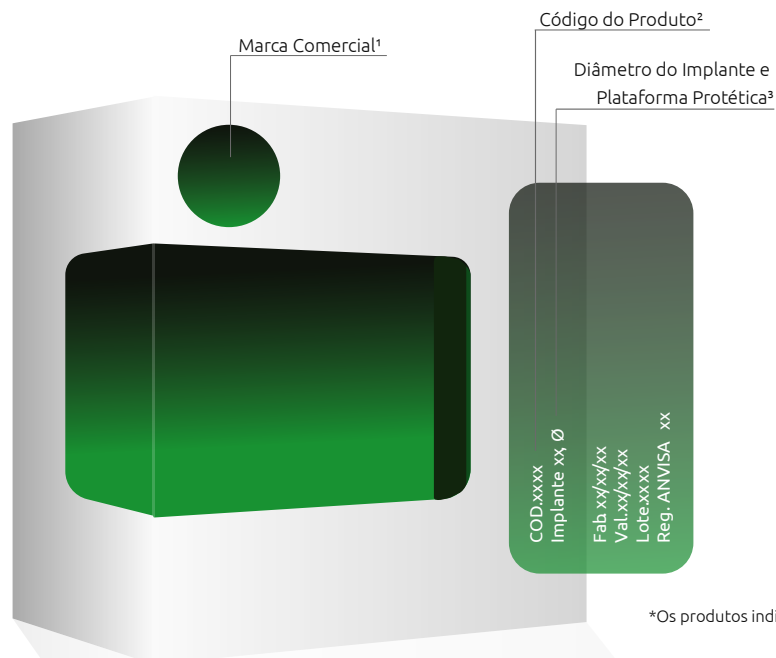 Código do Produto²
Marca Comercial¹
Diâmetro do Implante e
Plataforma Protética³
COD.xxxx
Implante xx, Ø
Fab xx/xx/xx
Val.xx/xx/xx
Lote.xxxx
Reg. ANVISA xx
*Os produtos indi